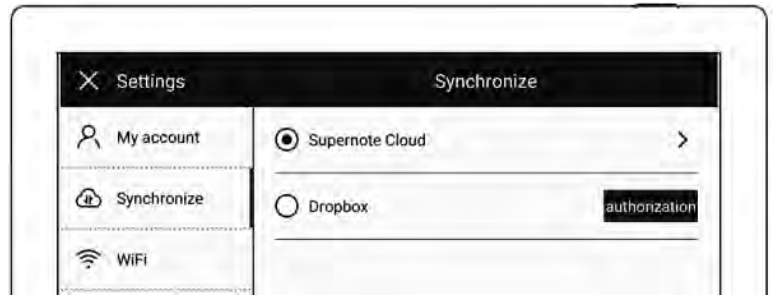 Settings
Synchronize
My account
Supernote Cloud
Synchronize
Dropbox
authorization
WiFi